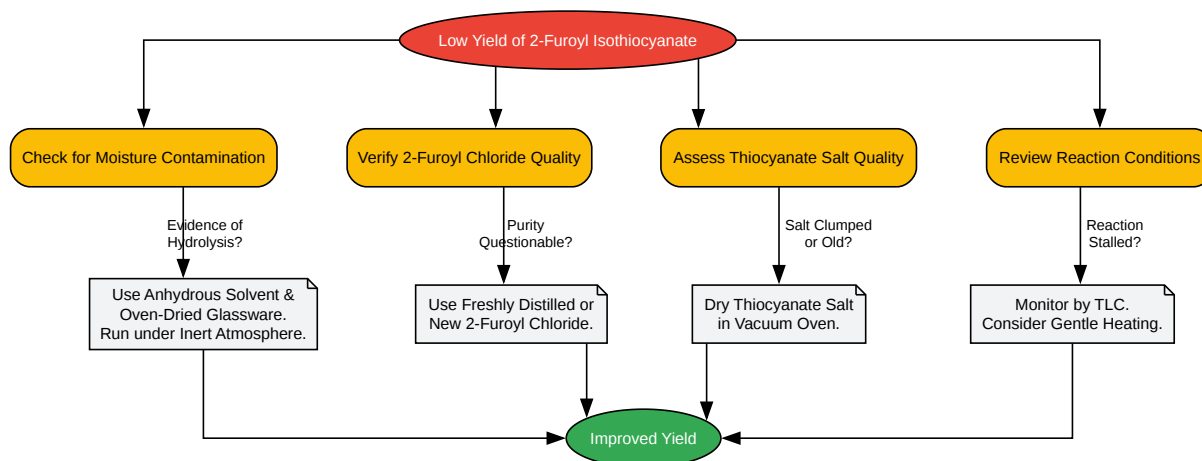 Low Yield of 2-Furoyl Isothiocyanate
Check for Moisture Contamination
Verify 2-Furoyl Chloride Quality
Assess Thiocyanate Salt Quality
Review Reaction Conditions
Evidence of
Hydrolysis?
Purity
Questionable?
Salt Clumped
or Old?
Reaction
Stalled?
Use Anhydrous Solvent &
Oven-Dried Glassware.
Run under Inert Atmosphere.
Use Freshly Distilled or
New 2-Furoyl Chloride.
Dry Thiocyanate Salt
in Vacuum Oven.
Monitor by TLC.
Consider Gentle Heating.
Improved Yield